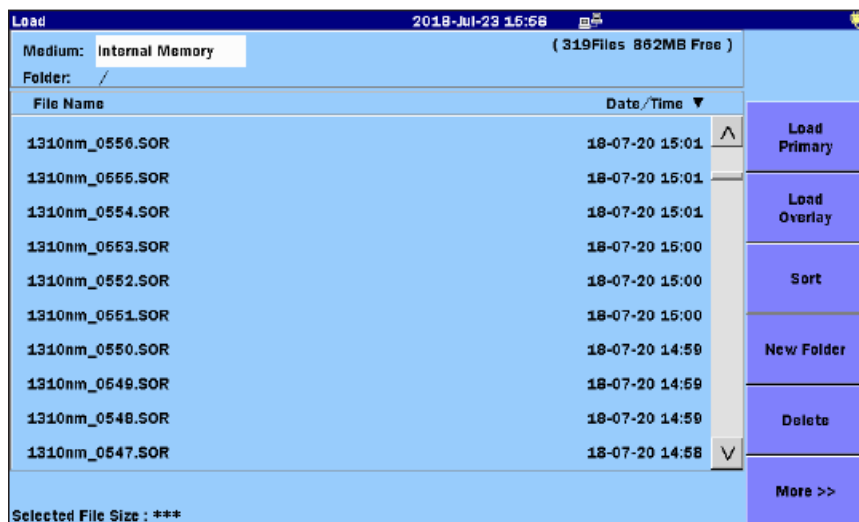 Load 2018-Jul-23 15:58
Medium: Internal Memory (319Files 862MB Free)
Folder: /
File Name Date/Time ▼
1310nm_0556.SOR 18-07-20 15:01
1310nm_0555.SOR 18-07-20 15:01
1310nm_0554.SOR 18-07-20 15:01
1310nm_0553.SOR 18-07-20 15:00
1310nm_0552.SOR 18-07-20 15:00
1310nm_0551.SOR 18-07-20 15:00
1310nm_0550.SOR 18-07-20 14:59
1310nm_0549.SOR 18-07-20 14:59
1310nm_0548.SOR 18-07-20 14:59
1310nm_0547.SOR 18-07-20 14:58
Selected File Size : ***
Load
Primary
Load
Overlay
Sort
New Folder
Delete
More >>